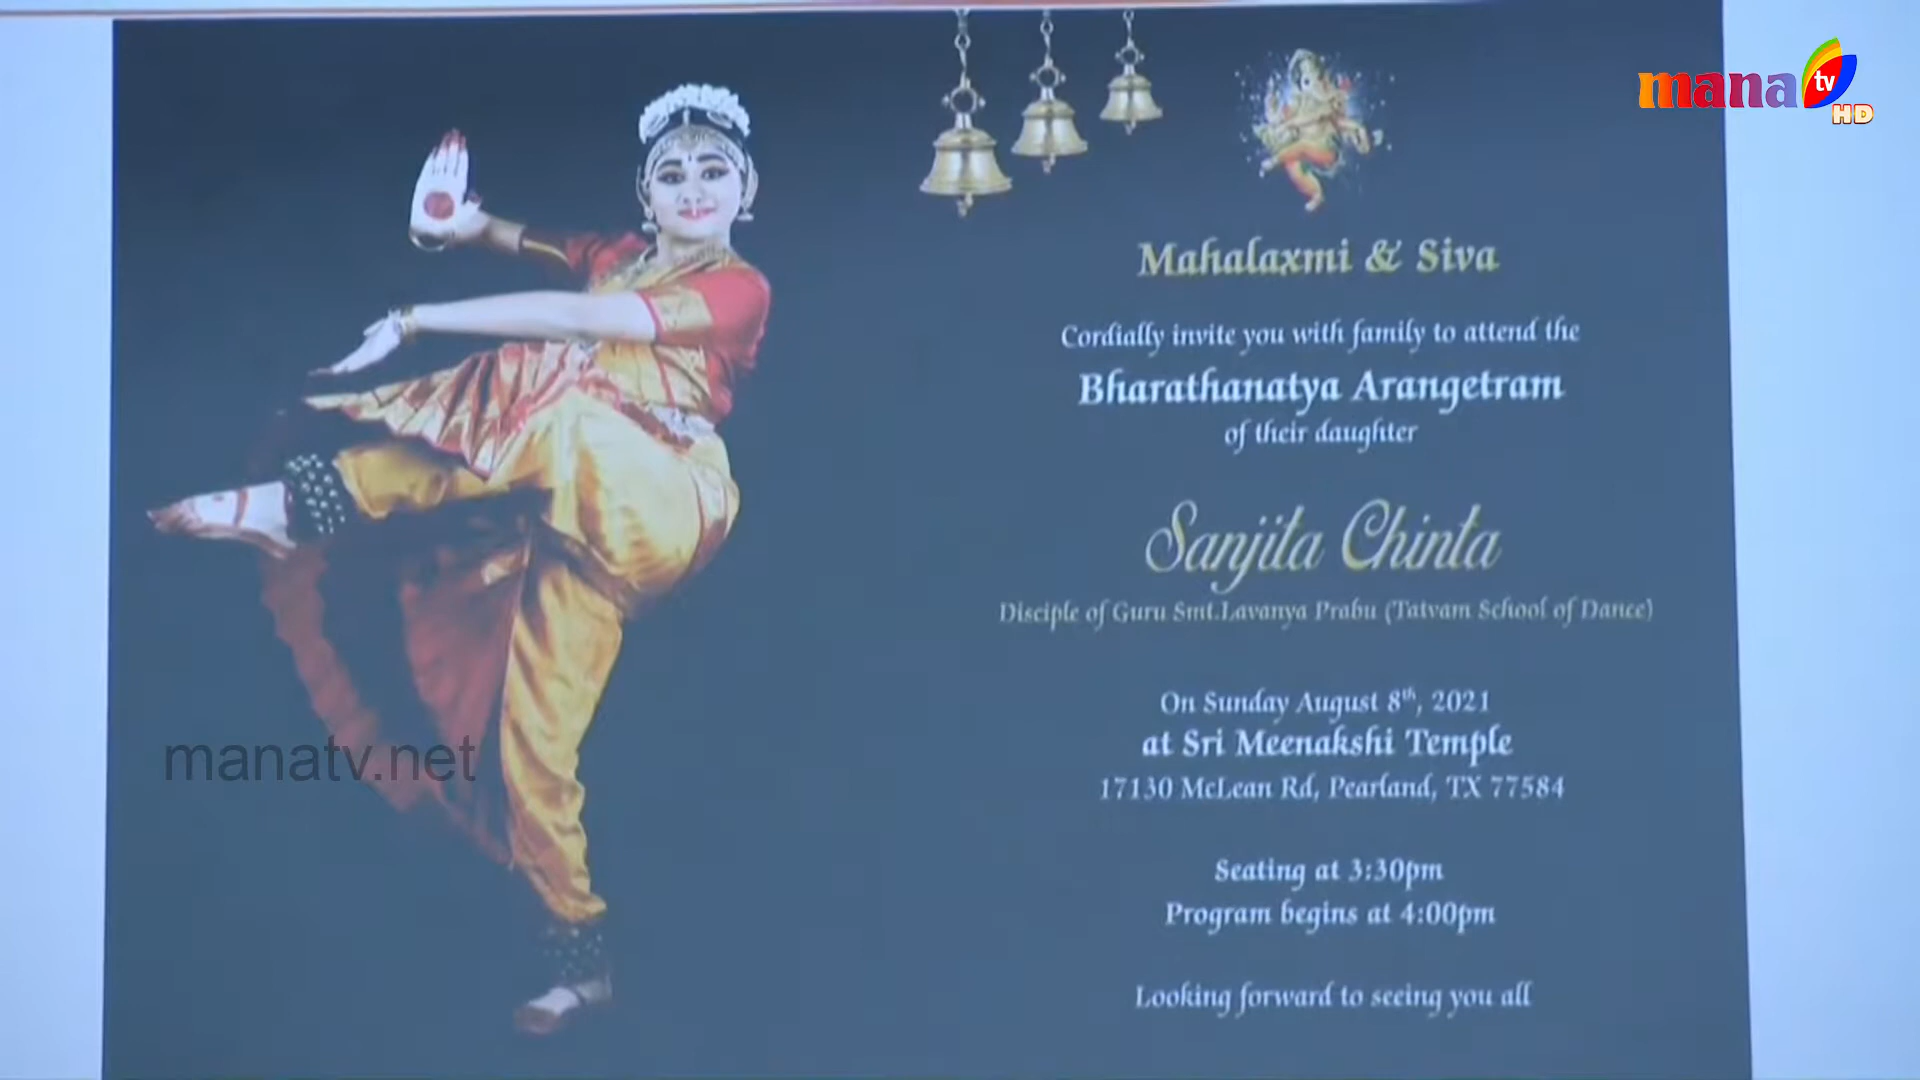 mana tv HD
Mahalaxmi & Siva
Cordially invite you with family to attend the
Bharathanatya Arangetram
of their daughter
Sanjita Chinta
Disciple of Guru Smt.Lavanya Prabu (Tatvam School of Dance)
On Sunday August 8th, 2021
at Sri Meenakshi Temple
17130 McLean Rd, Pearland, TX 77584
manatv.net
Seating at 3:30pm
Program begins at 4:00pm
Looking forward to seeing you all